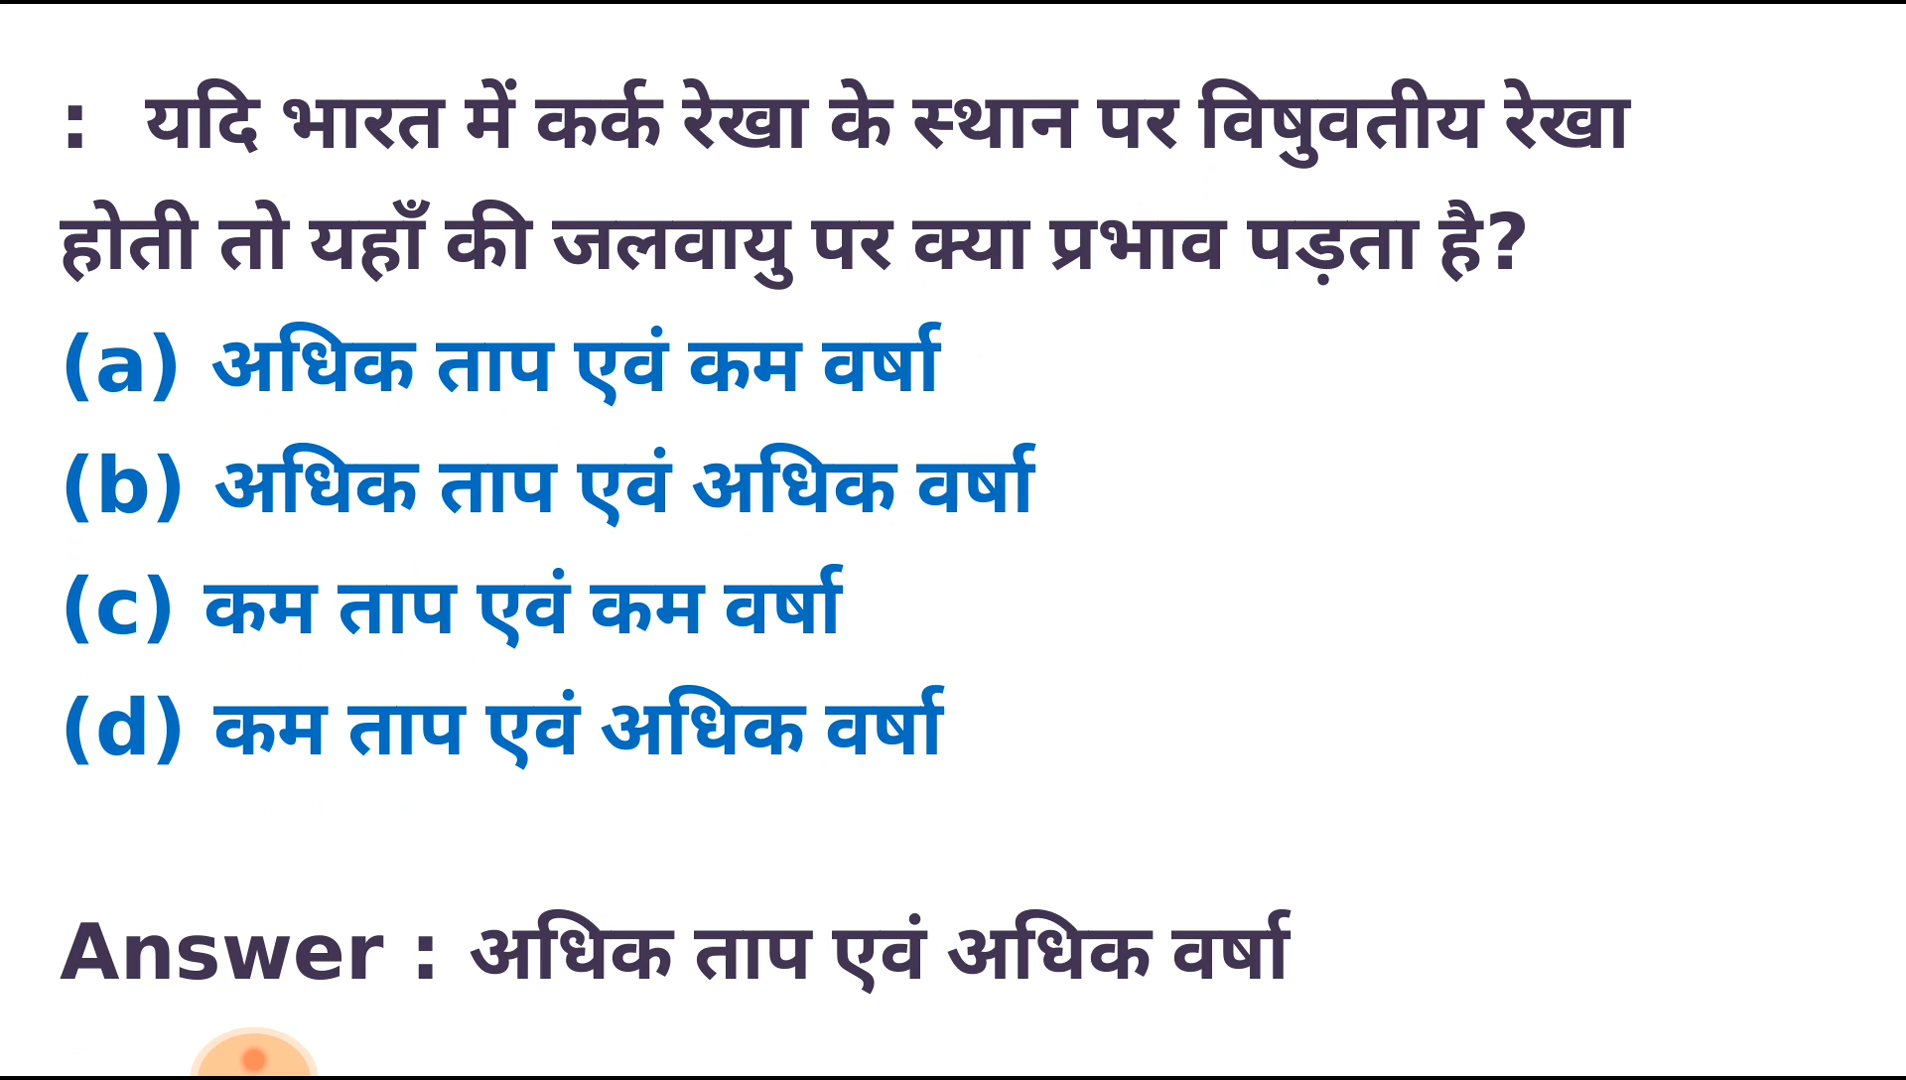 : यदि भारत में कर्क रेखा के स्थान पर विषुवतीय रेखा
होती तो यहाँ की जलवायु पर क्या प्रभाव पड़ता है?
(a) अधिक ताप एवं कम वर्षा
(b) अधिक ताप एवं अधिक वर्षा
(c) कम ताप एवं कम वर्षा
(d) कम ताप एवं अधिक वर्षा
Answer : अधिक ताप एवं अधिक वर्षा